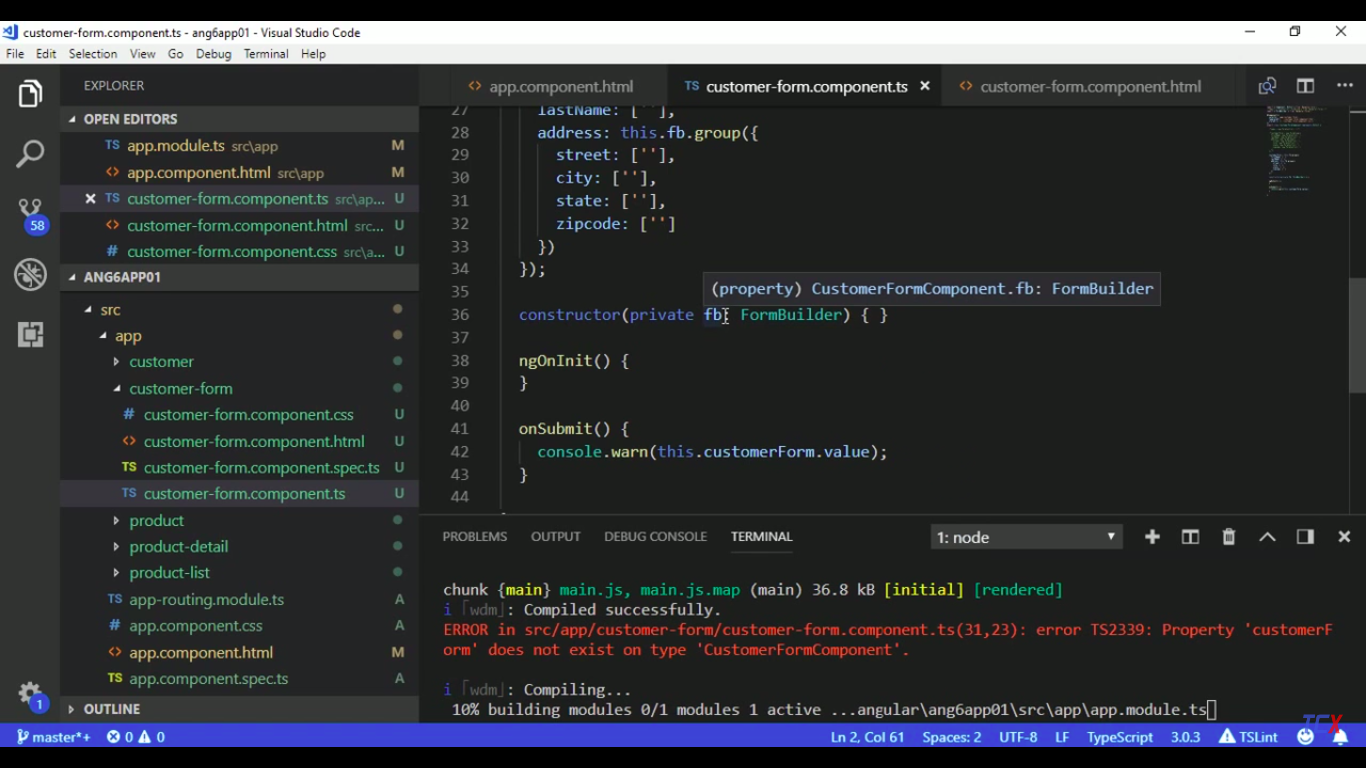 customer-form.component.ts - ang6app01 - Visual Studio Code
File Edit Selection View Go Debug Terminal Help
EXPLORER
OPEN EDITORS
TS app.module.ts src\app M
<> app.component.html src\app M
TS customer-form.component.ts src\ap... U
<> customer-form.component.html src... U
# customer-form.component.css src\a... U
58
ANG6APP01
src
app
customer
customer-form
# customer-form.component.css U
<> customer-form.component.html U
TS customer-form.component.spec.ts U
TS customer-form.component.ts U
product
product-detail
product-list
TS app-routing.module.ts A
# app.component.css A
<> app.component.html M
TS app.component.spec.ts A
OUTLINE
1
<> app.component.html TS customer-form.component.ts <> customer-form.component.html
27 lastName: [''],
28 address: this.fb.group({
29 street: [''],
30 city: [''],
31 state: [''],
32 zipcode: ['']
33 })
34 });
35
(property) CustomerFormComponent.fb: FormBuilder
36 constructor(private fb: FormBuilder) { }
37
38 ngOnInit() {
39 }
40
41 onSubmit() {
42 console.warn(this.customerForm.value);
43 }
44
PROBLEMS OUTPUT DEBUG CONSOLE TERMINAL 1: node
chunk {main} main.js, main.js.map (main) 36.8 kB [initial] [rendered]
i ｢wdm｣: Compiled successfully.
ERROR in src/app/customer-form/customer-form.component.ts(31,23): error TS2339: Property 'customerF
orm' does not exist on type 'CustomerFormComponent'.
i ｢wdm｣: Compiling...
10% building modules 0/1 modules 1 active ...angular\ang6app01\src\app\app.module.ts
TCX
master*+ 0 0 Ln 2, Col 61 Spaces: 2 UTF-8 LF TypeScript 3.0.3 TSLint